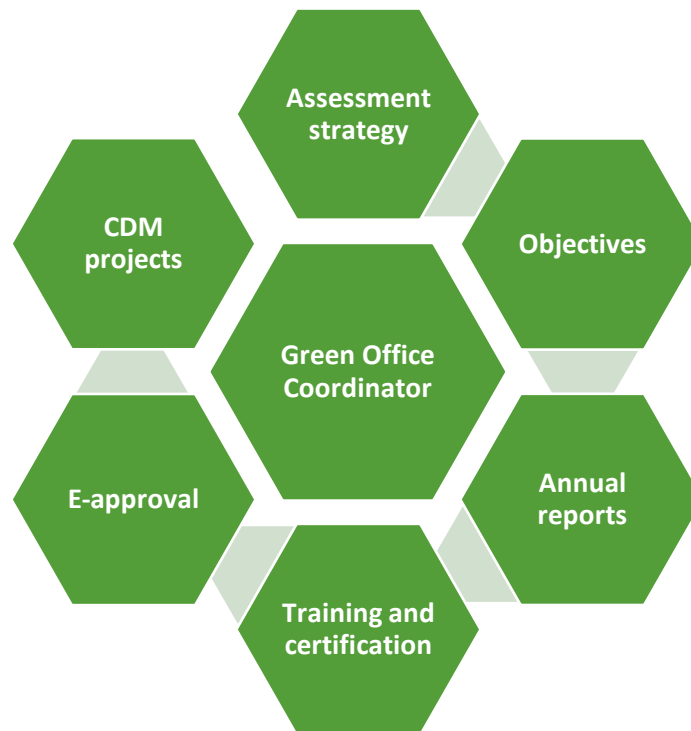 Assessment
strategy
CDM
projects
Objectives
Green Office
Coordinator
E-approval
Annual
reports
Training and
certification